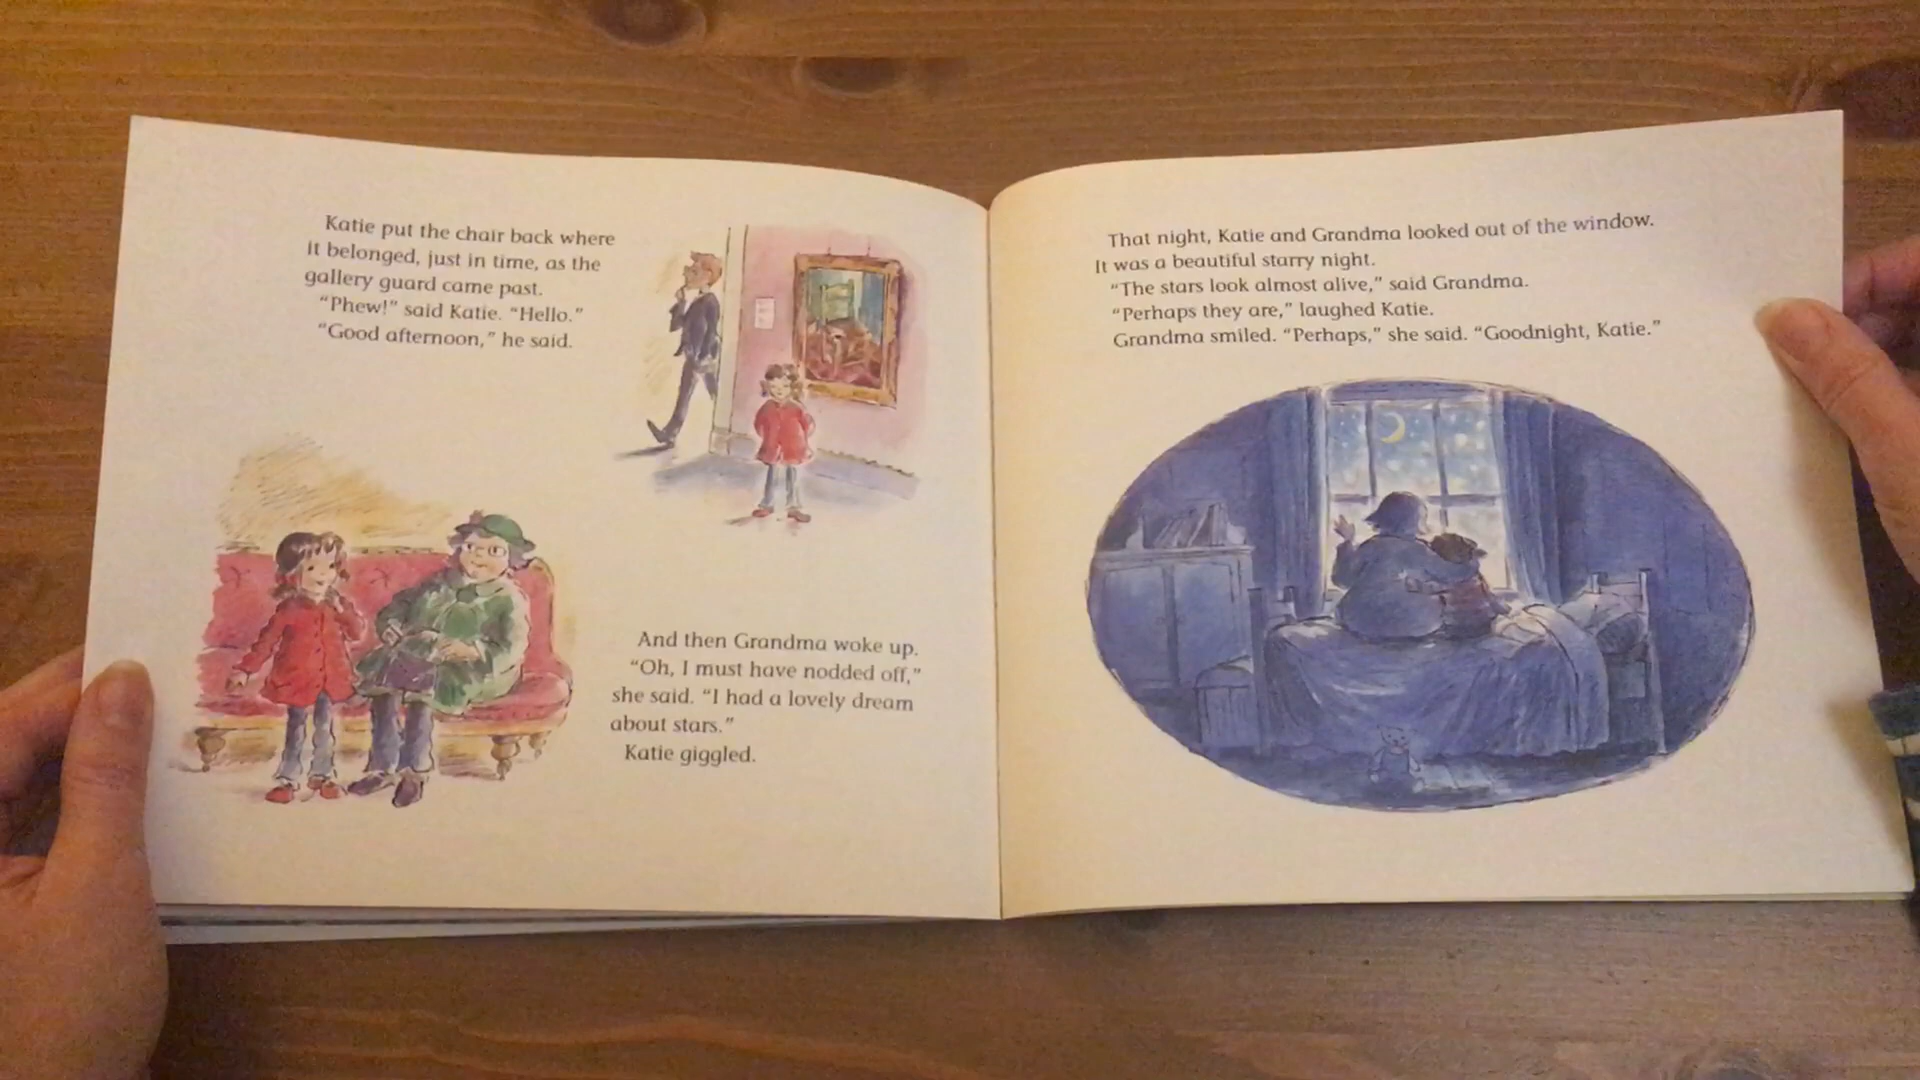 Katie put the chair back where
it belonged, just in time, as the
gallery guard came past.
“Phew!” said Katie. “Hello.”
“Good afternoon,” he said.
And then Grandma woke up.
“Oh, I must have nodded off,”
she said. “I had a lovely dream
about stars.”
Katie giggled.
That night, Katie and Grandma looked out of the window.
It was a beautiful starry night.
“The stars look almost alive,” said Grandma.
“Perhaps they are,” laughed Katie.
Grandma smiled. “Perhaps,” she said. “Goodnight, Katie.”